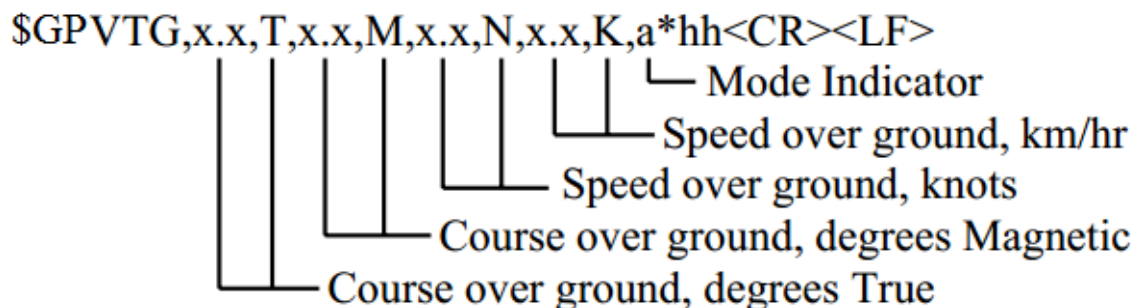 $GPVTG,x.x,T,x.x,M,x.x,N,x.x,K,a*hh<CR><LF>
Mode Indicator
Speed over ground, km/hr
Speed over ground, knots
Course over ground, degrees Magnetic
Course over ground, degrees True